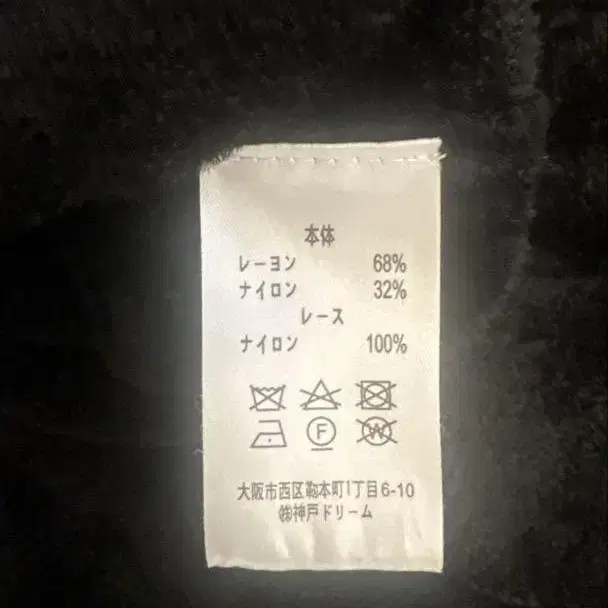 本体
レーヨン 68%
ナイロン 32%
レース
ナイロン 100%
F W
大阪市西区靭本町1丁目6-10
㈱神戸ドリーム